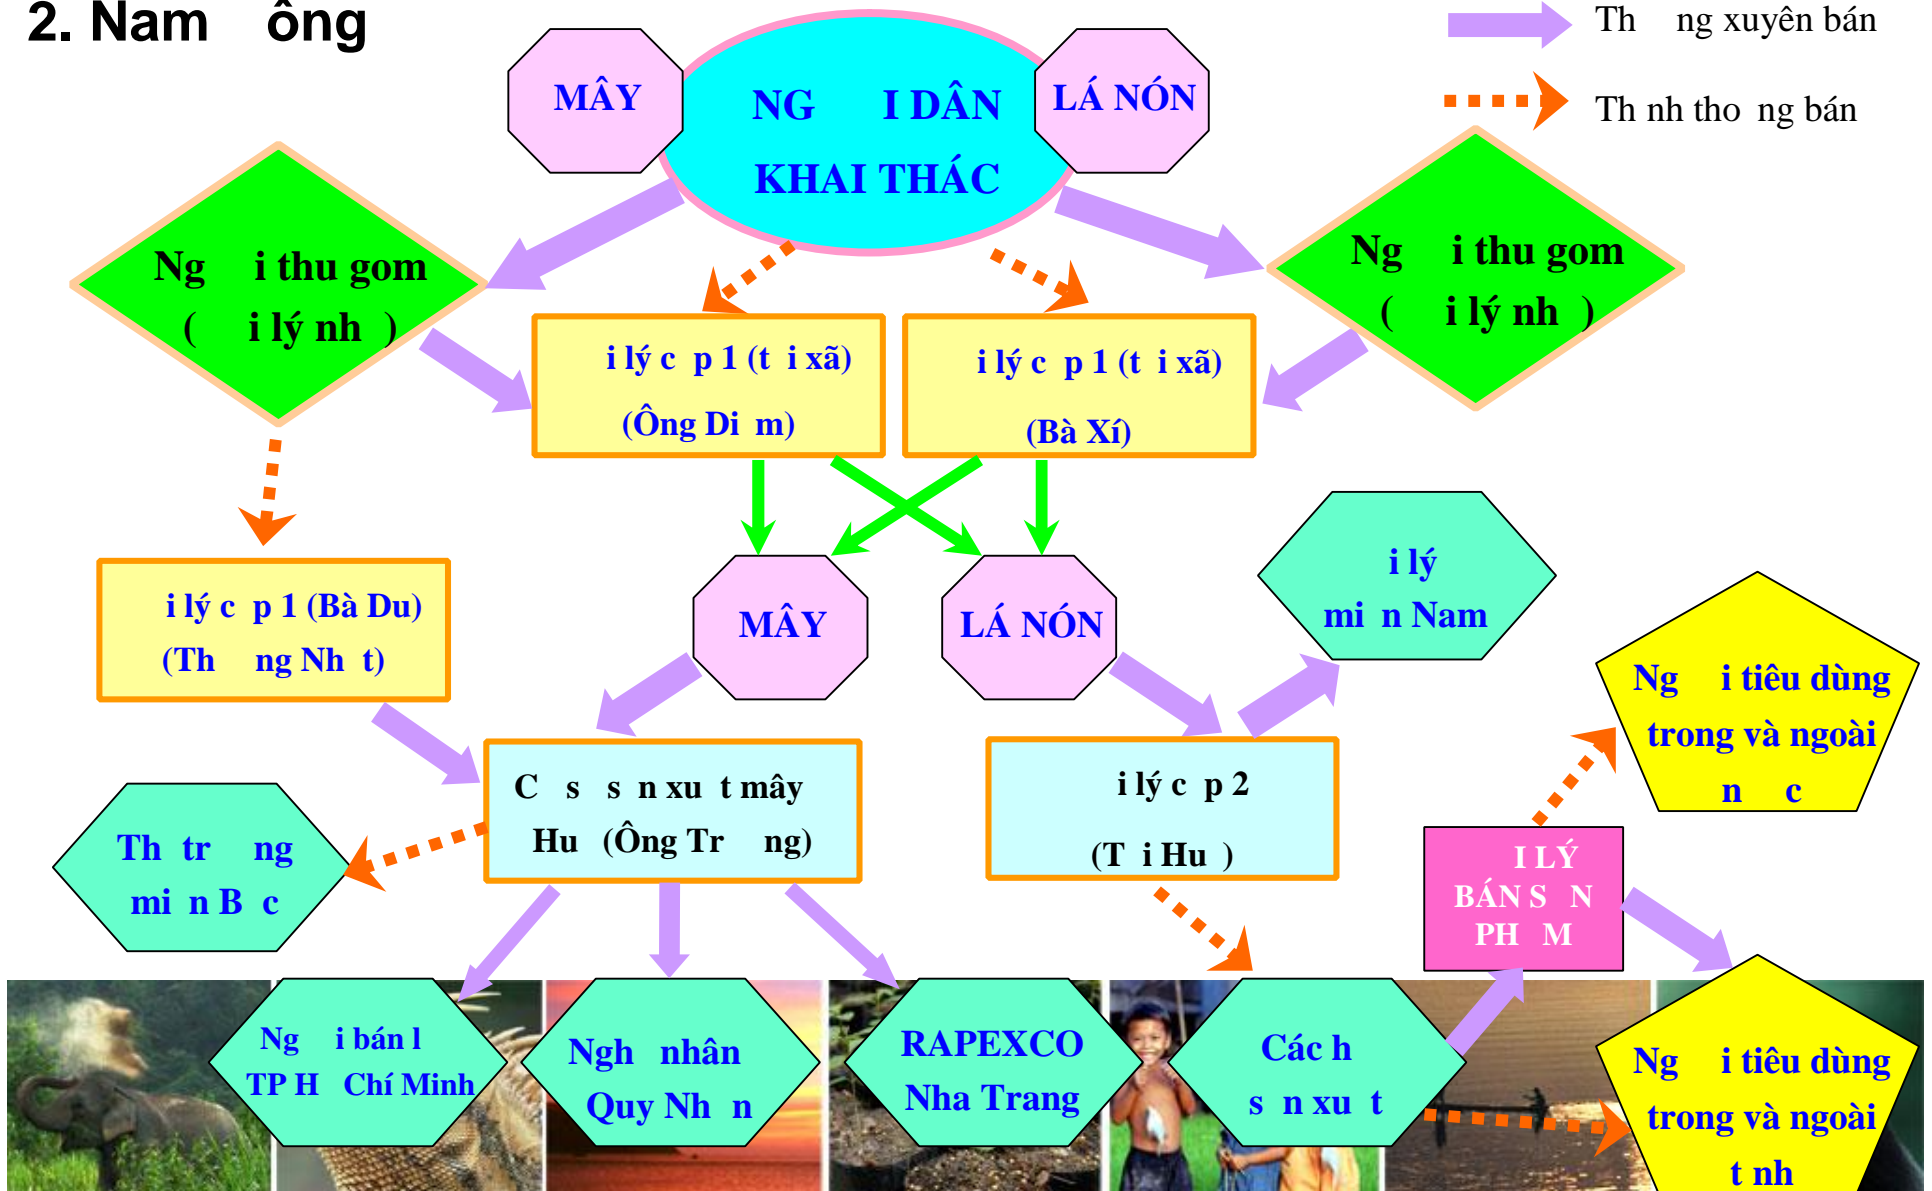 2. Nam ông
Th ng xuyên bán
Th nh tho ng bán
MÂY
NG I DÂN
KHAI THÁC
LÁ NÓN
Ng i thu gom
( i lý nh )
Ng i thu gom
( i lý nh )
i lý c p 1 (t i xã)
(Ông Di m)
i lý c p 1 (t i xã)
(Bà Xí)
i lý c p 1 (Bà Du)
(Th ng Nh t)
MÂY
LÁ NÓN
i lý
mi n Nam
Ng i tiêu dùng
trong và ngoài
n c
C s s n xu t mây
Hu (Ông Tr ng)
i lý c p 2
(T i Hu )
Th tr ng
mi n B c
I LÝ
BÁN S N
PH M
Ng i bán l
TP H Chí Minh
Ngh nhân
Quy Nh n
RAPEXCO
Nha Trang
Các h
s n xu t
Ng i tiêu dùng
trong và ngoài
t nh